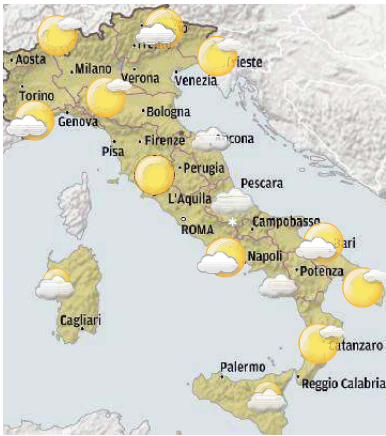 Aosta
Milano
Verona
Venezia
Torino
Genova
Bologna
Pisa
Firenze
Perugia
Pescara
L'Aquila
ROMA
Campobasso
Napoli
Potenza
Cagliari
Palermo
Reggio Calabria